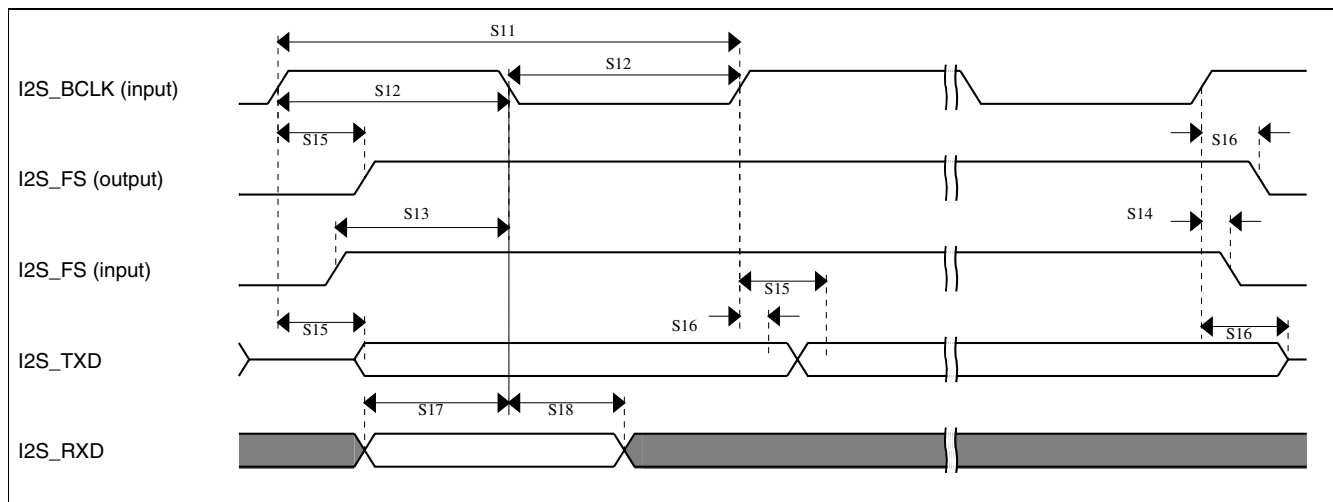 S11
S12
I2S_BCLK (input)
S12
S15
S16
I2S_FS (output)
S13
S14
I2S_FS (input)
S15
S16
S15
S16
I2S_TXD
S17
S18
I2S_RXD